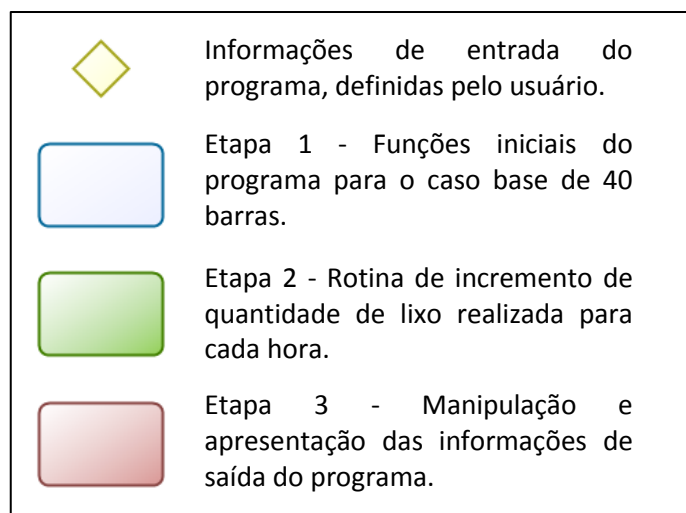 Informações de entrada do
programa, definidas pelo usuário.
Etapa 1 - Funções iniciais do
programa para o caso base de 40
barras.
Etapa 2 - Rotina de incremento de
quantidade de lixo realizada para
cada hora.
Etapa 3 - Manipulação e
apresentação das informações de
saída do programa.